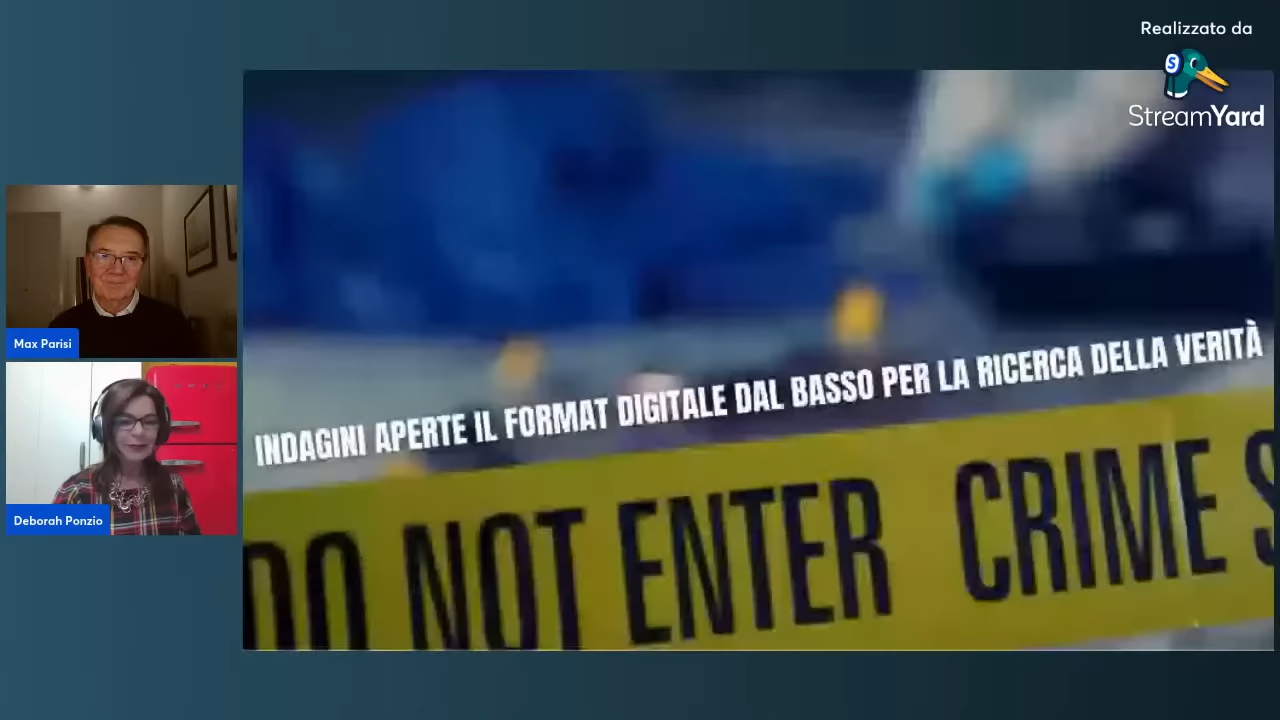 Realizzato da
StreamYard
Max Parisi
Deborah Ponzio
INDAGINI APERTE IL FORMAT DIGITALE DAL BASSO PER LA RICERCA DELLA VERITÀ
DO NOT ENTER CRIME S